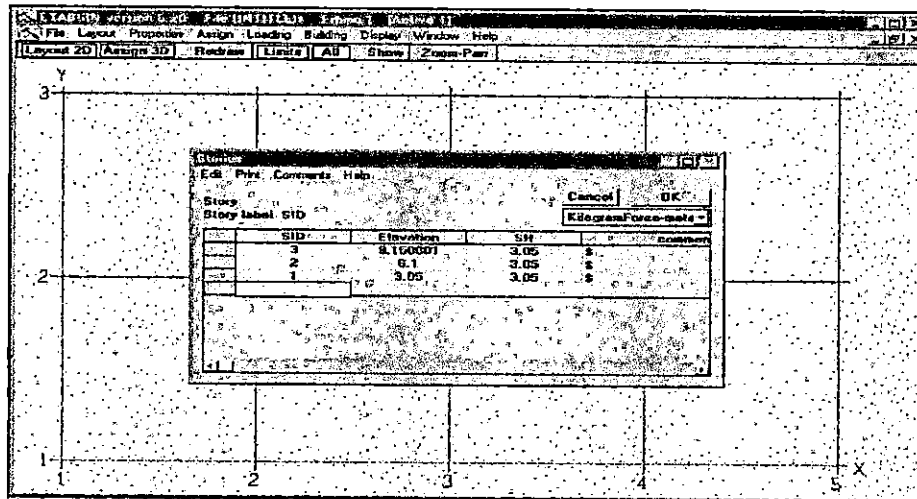 File Layout Properties Assign Loading Building Display Window Help
Layout 2D Assign 3D Redraw Limits All Show Zoom-Pan
Y
3
Stories
Edit Print Comments Help
Story
Cancel OK
Story label SID
KilogramForce-mete
SID Elevation SH commen
3 9.150001 3.05 $
2 6.1 3.05 $
1 3.05 3.05 $
2
1
X
1 2 3 4 5